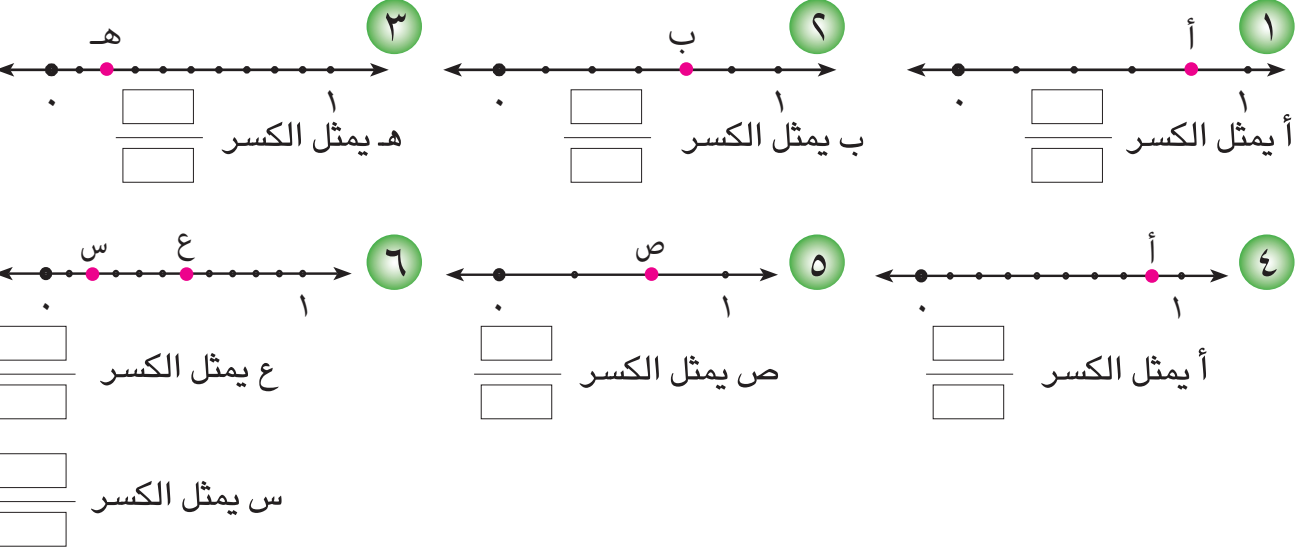 ١ ٢ ٣
أ ب هـ
٠ ١ ٠ ١ ٠ ١
أ يمثل الكسر ب يمثل الكسر هـ يمثل الكسر
٤ ٥ ٦
أ ص ع س
٠ ١ ٠ ١ ٠ ١
أ يمثل الكسر ص يمثل الكسر ع يمثل الكسر
س يمثل الكسر